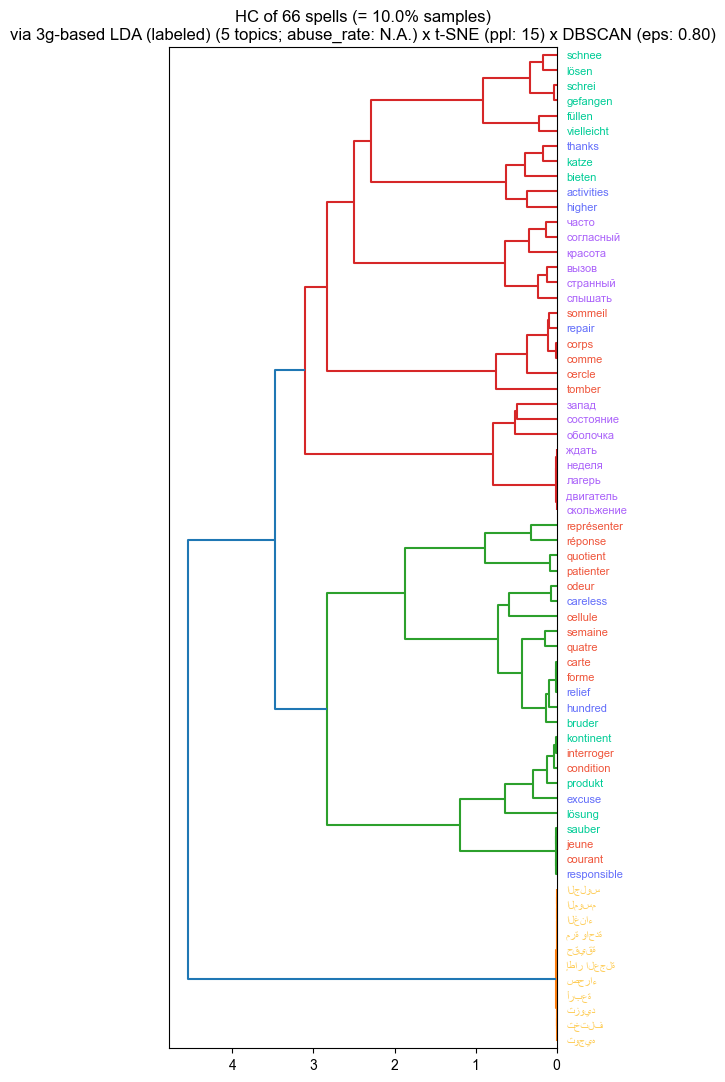 HC of 66 spells (= 10.0% samples)
via 3g-based LDA (labeled) (5 topics; abuse_rate: N.A.) x t-SNE (ppl: 15) x DBSCAN (eps: 0.80)
schnee
lösen
schrei
gefangen
füllen
vielleicht
thanks
katze
bieten
activities
higher
часто
согласный
красота
вызов
странный
слышать
sommeil
repair
corps
comme
cercle
tomber
запад
состояние
оболочка
ждать
неделя
лагерь
двигатель
скольжение
représenter
réponse
quotient
patienter
odeur
careless
cellule
semaine
quatre
carte
forme
relief
hundred
bruder
kontinent
interroger
condition
produkt
excuse
lösung
sauber
jeune
courant
responsible
الجلوس
الموسم
الغناء
مرة واحدة
حقيقة
إطار العجلة
صحراء
أربعة
تزويد
تختلف
توجيه
4 3 2 1 0